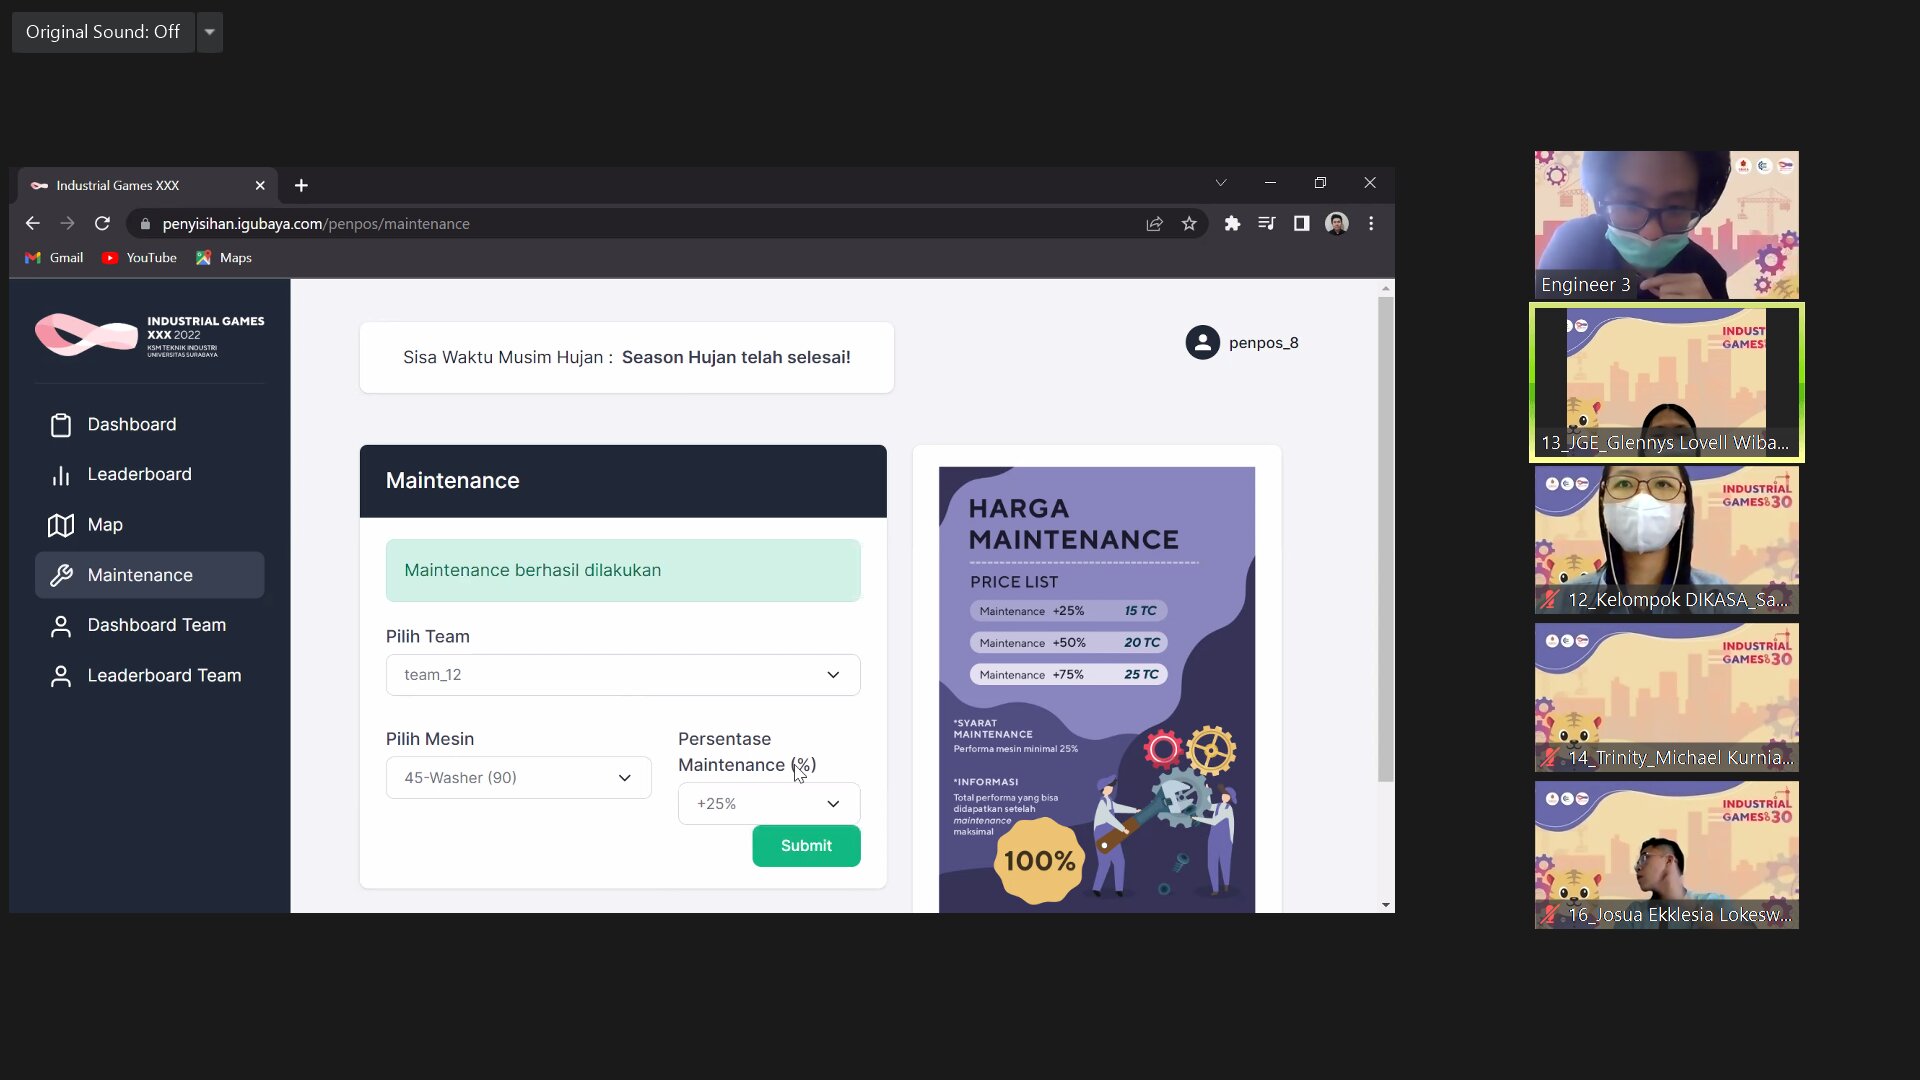 Original Sound: Off
Industrial Games XXX
penyisihan.igubaya.com/penpos/maintenance
Gmail
YouTube
Maps
INDUSTRIAL GAMES
XXX 2022
KSM TEKNIK INDUSTRI
UNIVERSITAS SURABAYA
Dashboard
Leaderboard
Map
Maintenance
Dashboard Team
Leaderboard Team
Sisa Waktu Musim Hujan : Season Hujan telah selesai!
penpos_8
Maintenance
Maintenance berhasil dilakukan
Pilih Team
team_12
Pilih Mesin
45-Washer (90)
Persentase
Maintenance (%)
+25%
Submit
HARGA
MAINTENANCE
PRICE LIST
Maintenance +25% 15 TC
Maintenance +50% 20 TC
Maintenance +75% 25 TC
*SYARAT
MAINTENANCE
Performa mesin minimal 25%
*INFORMASI
Total performa yang bisa
didapatkan setelah
maintenance
maksimal
100%
Engineer 3
INDUST
GAMES
13_JGE_Glennys Lovell Wiba...
INDUSTRIAL
GAMES 30
12_Kelompok DIKASA_Sa...
INDUSTRIAL
GAMES 30
14_Trinity_Michael Kurnia...
INDUSTRIAL
GAMES 30
16_Josua Ekklesia Lokesw...